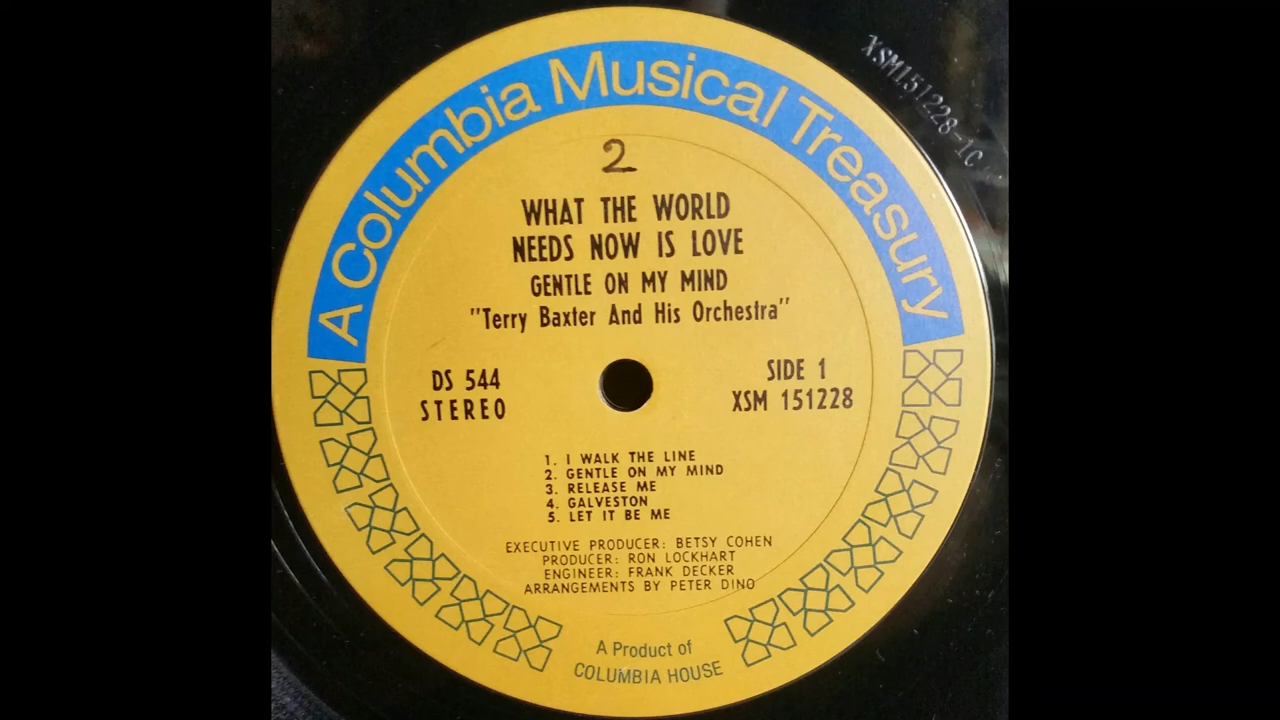 A Columbia Musical Treasury
XSM151228-1C
2
WHAT THE WORLD
NEEDS NOW IS LOVE
GENTLE ON MY MIND
"Terry Baxter And His Orchestra"
DS 544
STEREO
SIDE 1
XSM 151228
1. I WALK THE LINE
2. GENTLE ON MY MIND
3. RELEASE ME
4. GALVESTON
5. LET IT BE ME
EXECUTIVE PRODUCER: BETSY COHEN
PRODUCER: RON LOCKHART
ENGINEER: FRANK DECKER
ARRANGEMENTS BY PETER DINO
A Product of
COLUMBIA HOUSE